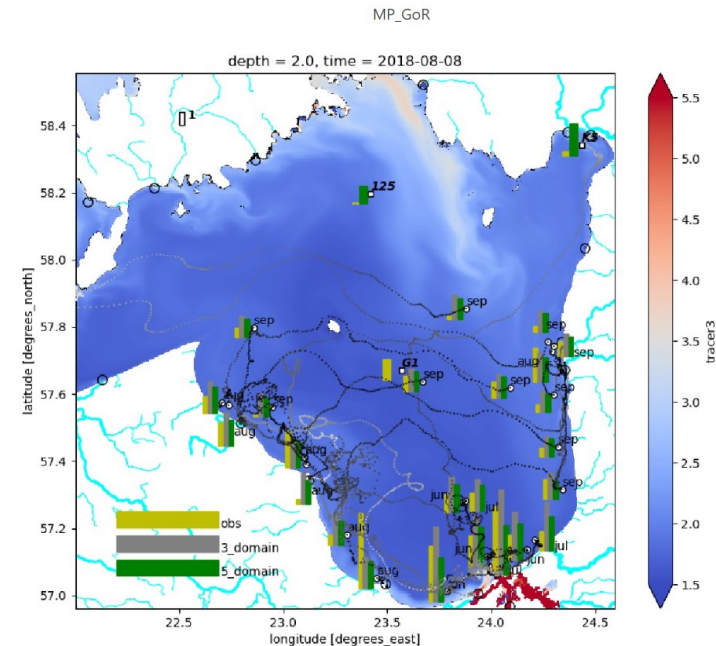 MP_GoR
depth = 2.0, time = 2018-08-08
58.4
58.2
58.0
57.8
57.6
57.4
57.2
57.0
latitude [degrees_north]
1
K5
125
sep
sep
sep
aug
sep
G1
sep
sep
sep
sep
aug
aug
sep
aug
sep
jun
jul
aug
jun
jul
jun
aug
obs
3_domain
5_domain
22.5
23.0
23.5
24.0
24.5
longitude [degrees_east]
5.5
5.0
4.5
4.0
3.5
3.0
2.5
2.0
1.5
tracer3